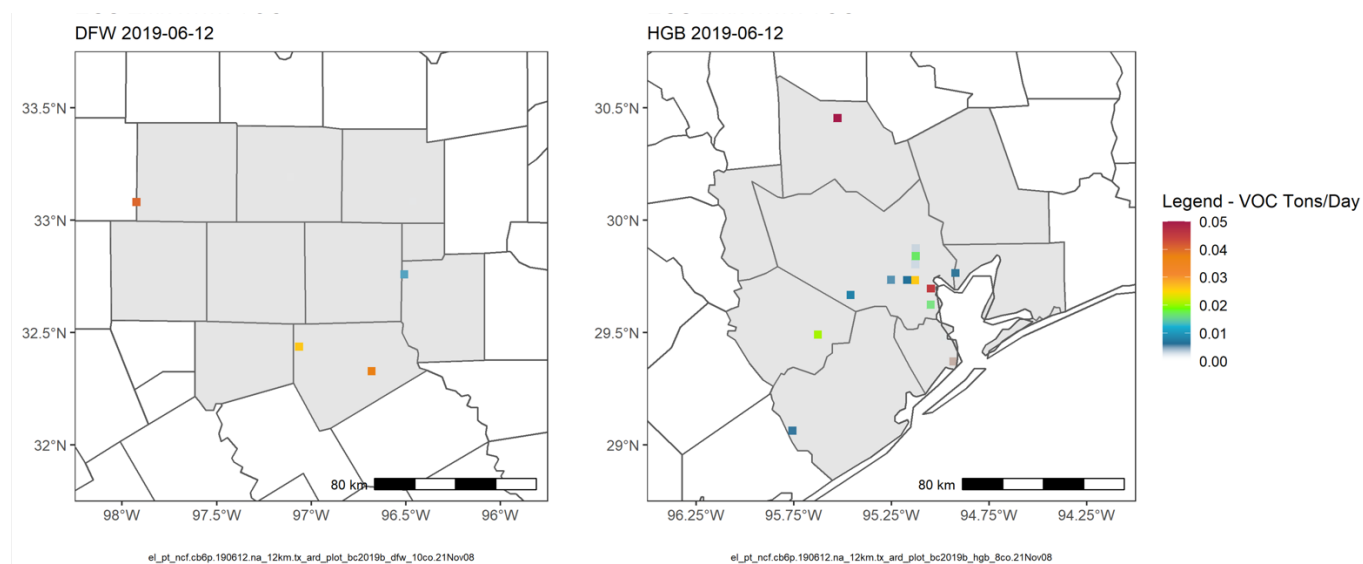 DFW 2019-06-12
33.5°N
33°N
32.5°N
32°N
80 km
98°W 97.5°W 97°W 96.5°W 96°W
el_pt_ncf.cb6p.190612.na_12km.tx_ard_plot_bc2019b_dfw_10co.21Nov08
HGB 2019-06-12
30.5°N
30°N
29.5°N
29°N
80 km
96.25°W 95.75°W 95.25°W 94.75°W 94.25°W
el_pt_ncf.cb6p.190612.na_12km.tx_ard_plot_bc2019b_hgb_8co.21Nov08
Legend - VOC Tons/Day
0.05
0.04
0.03
0.02
0.01
0.00